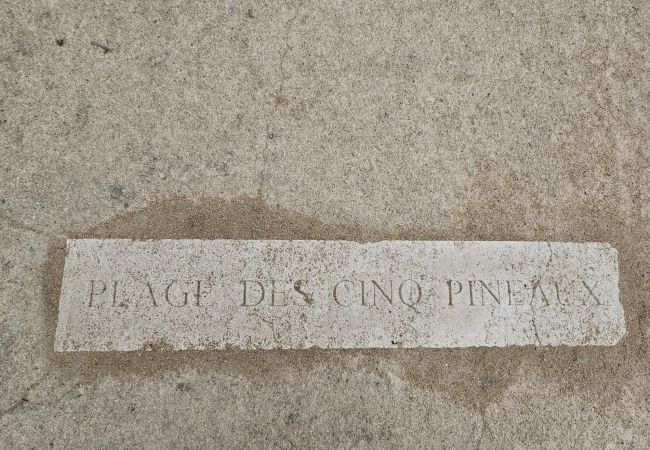 PLAGE DES CINQ PINEAUX